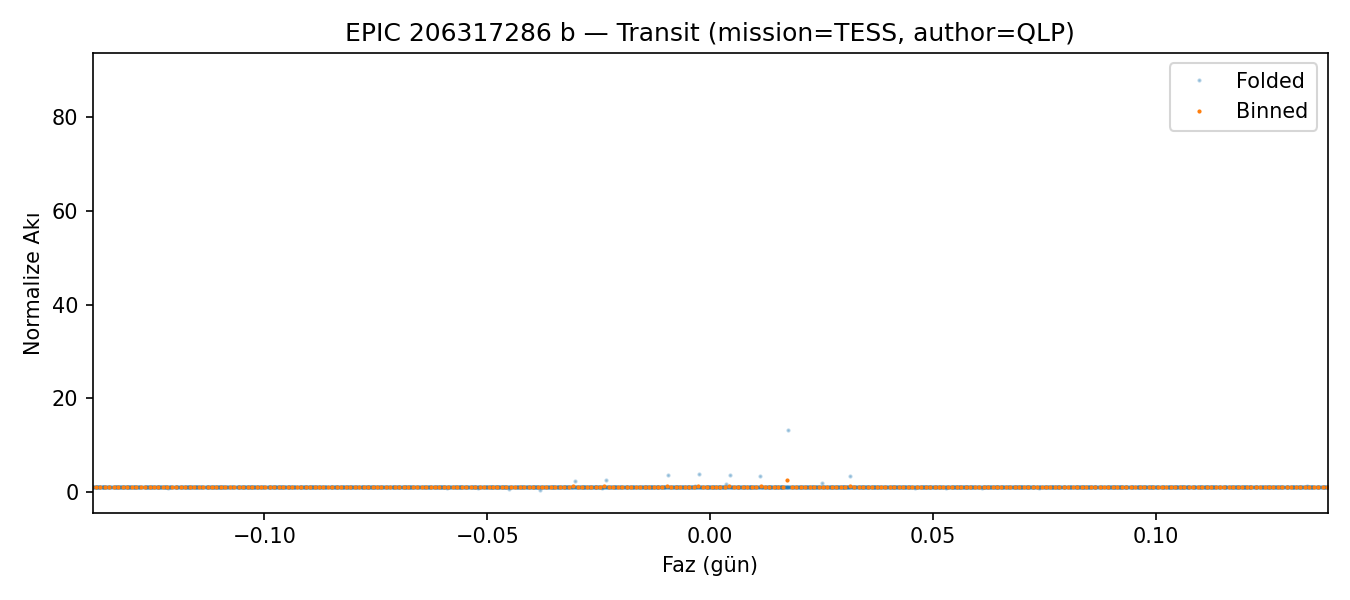 EPIC 206317286 b — Transit (mission=TESS, author=QLP)
Folded
Binned
Normalize Akı
80
60
40
20
0
−0.10
−0.05
0.00
0.05
0.10
Faz (gün)